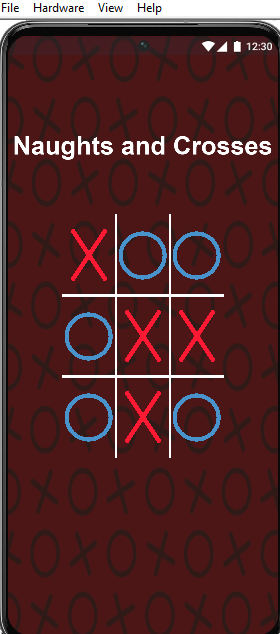 File Hardware View Help
12:30
Naughts and Crosses
X O O
O X X
O X O